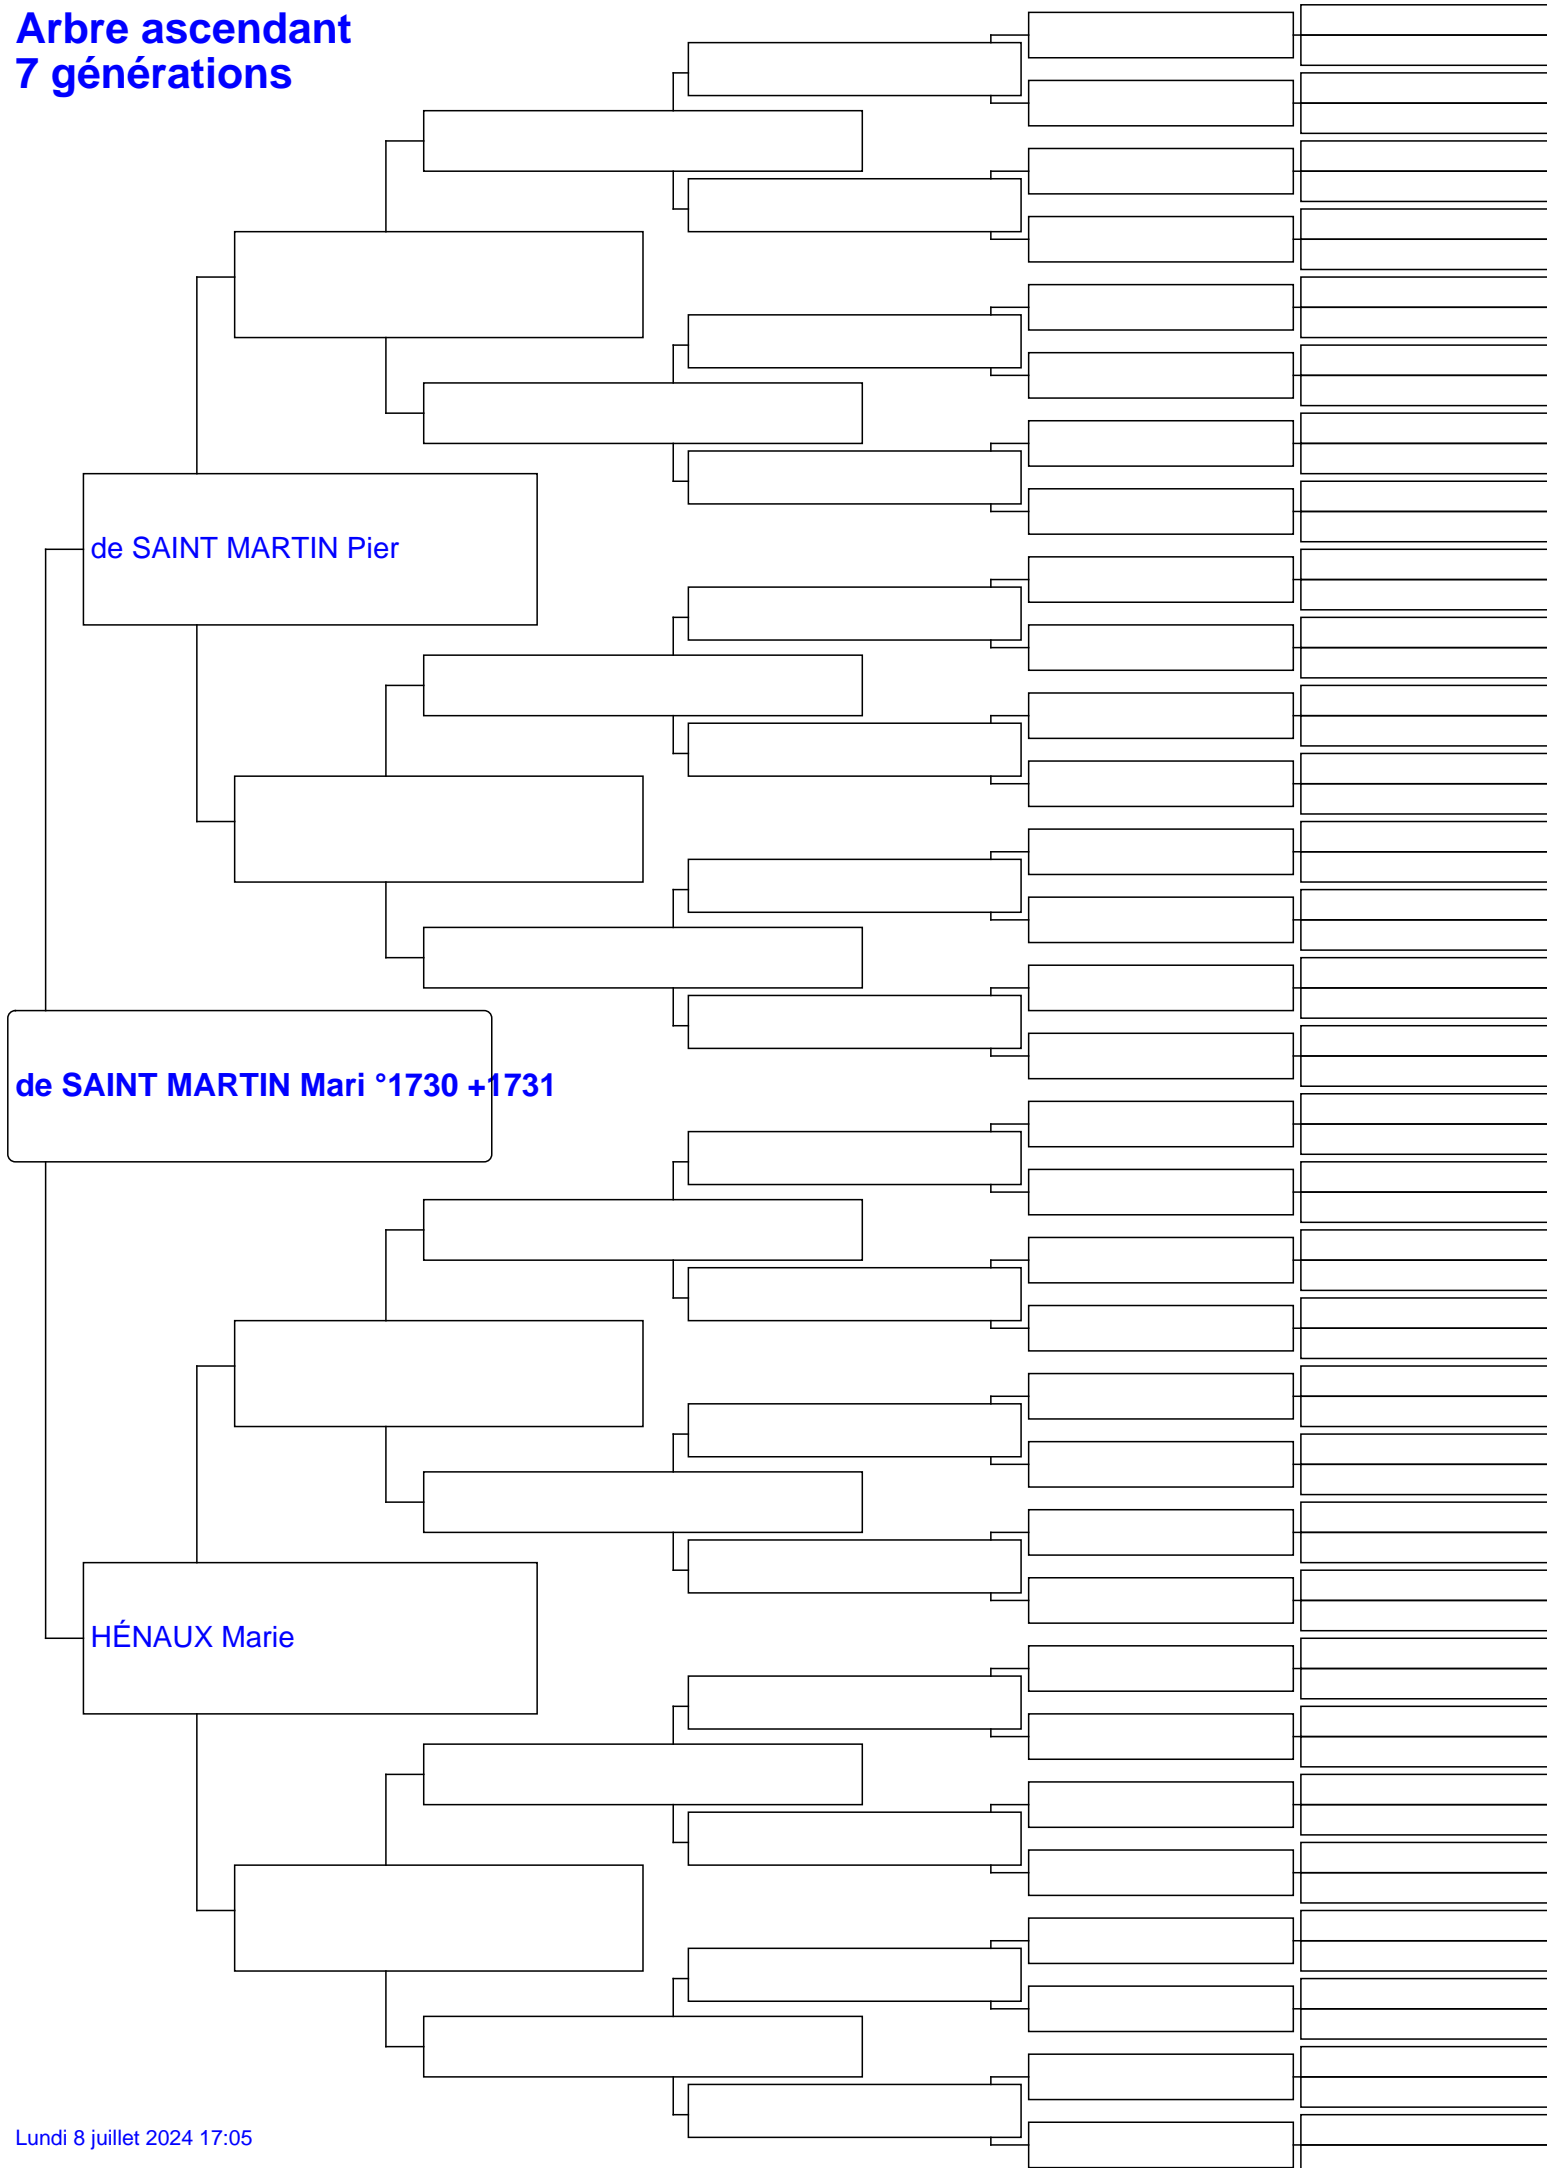 Arbre ascendant
7 générations
de SAINT MARTIN Pier
de SAINT MARTIN Mari °1730 +1731
HÉNAUX Marie
Lundi 8 juillet 2024 17:05